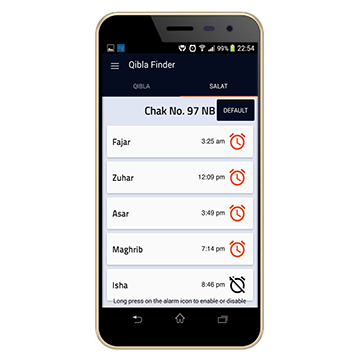 99% 22:54
Qibla Finder
QIBLA SALAT
Chak No. 97 NB DEFAULT
Fajar 3:25 am
Zuhar 12:09 pm
Asar 3:49 pm
Maghrib 7:14 pm
Isha 8:46 pm
Long press on the alarm icon to enable or disable